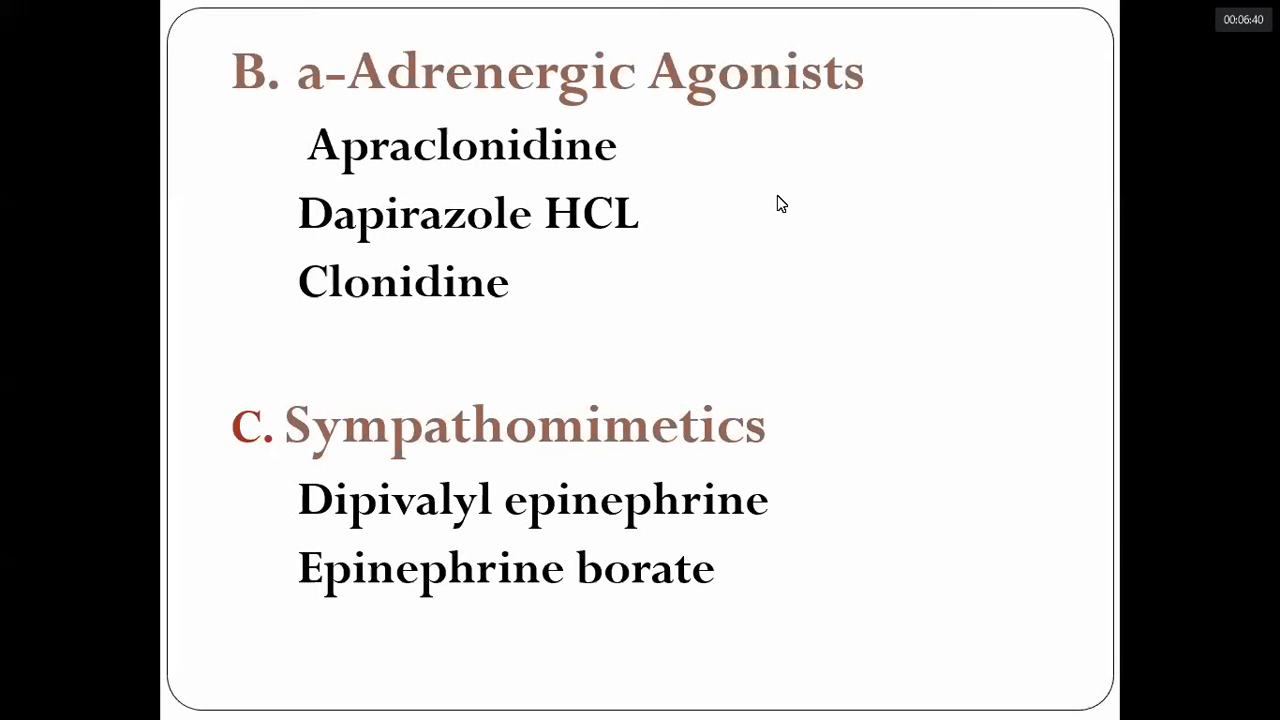 00:06:40
B. a-Adrenergic Agonists
Apraclonidine
Dapirazole HCL
Clonidine
C. Sympathomimetics
Dipivalyl epinephrine
Epinephrine borate